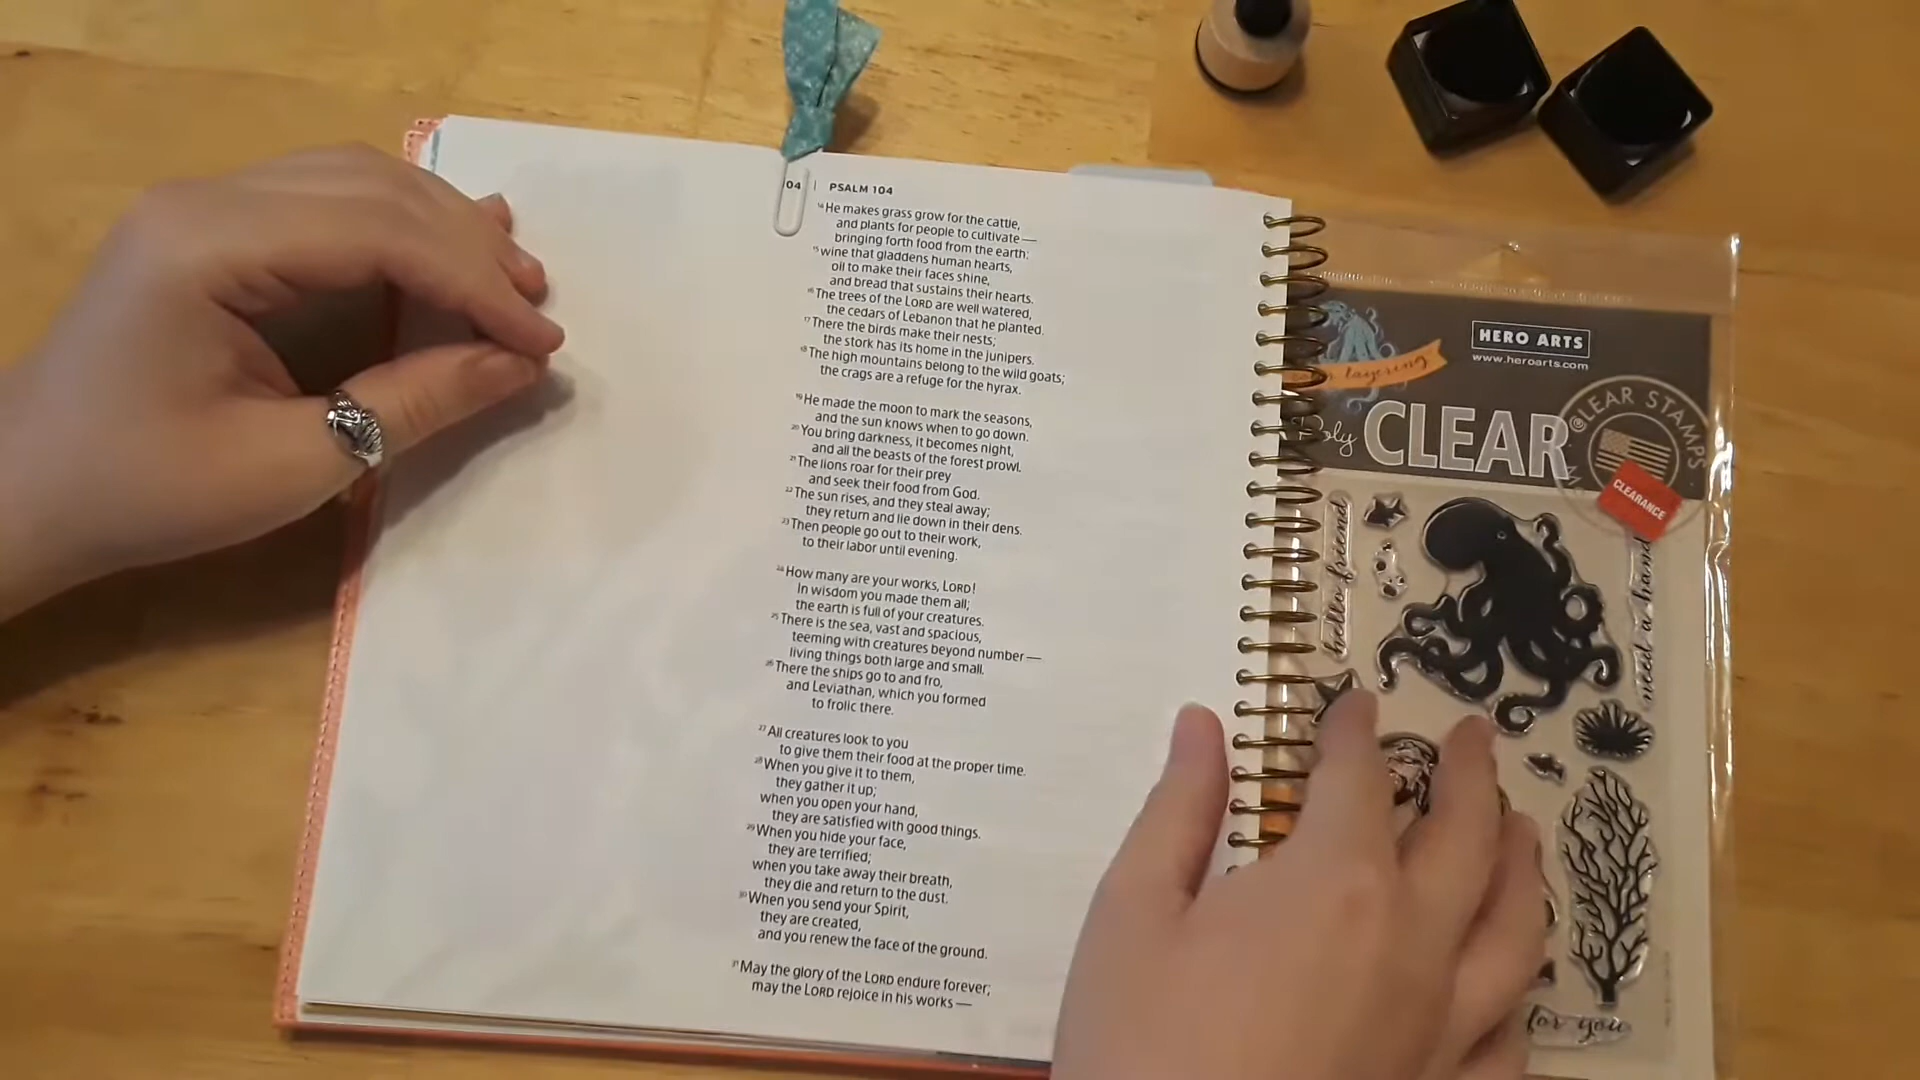 04 | PSALM 104
14 He makes grass grow for the cattle,
and plants for people to cultivate —
bringing forth food from the earth:
15 wine that gladdens human hearts,
oil to make their faces shine,
and bread that sustains their hearts.
16 The trees of the LORD are well watered,
the cedars of Lebanon that he planted.
17 There the birds make their nests;
the stork has its home in the junipers.
18 The high mountains belong to the wild goats;
the crags are a refuge for the hyrax.
19 He made the moon to mark the seasons,
and the sun knows when to go down.
20 You bring darkness, it becomes night,
and all the beasts of the forest prowl.
21 The lions roar for their prey
and seek their food from God.
22 The sun rises, and they steal away;
they return and lie down in their dens.
23 Then people go out to their work,
to their labor until evening.
24 How many are your works, LORD!
In wisdom you made them all;
the earth is full of your creatures.
25 There is the sea, vast and spacious,
teeming with creatures beyond number —
living things both large and small.
26 There the ships go to and fro,
and Leviathan, which you formed
to frolic there.
27 All creatures look to you
to give them their food at the proper time.
28 When you give it to them,
they gather it up;
when you open your hand,
they are satisfied with good things.
29 When you hide your face,
they are terrified;
when you take away their breath,
they die and return to the dust.
30 When you send your Spirit,
they are created,
and you renew the face of the ground.
31 May the glory of the LORD endure forever;
may the LORD rejoice in his works —
HERO ARTS
www.heroarts.com
layering
Poly CLEAR
CLEAR STAMPS
CLEARANCE
hello friend
need a hand
for you